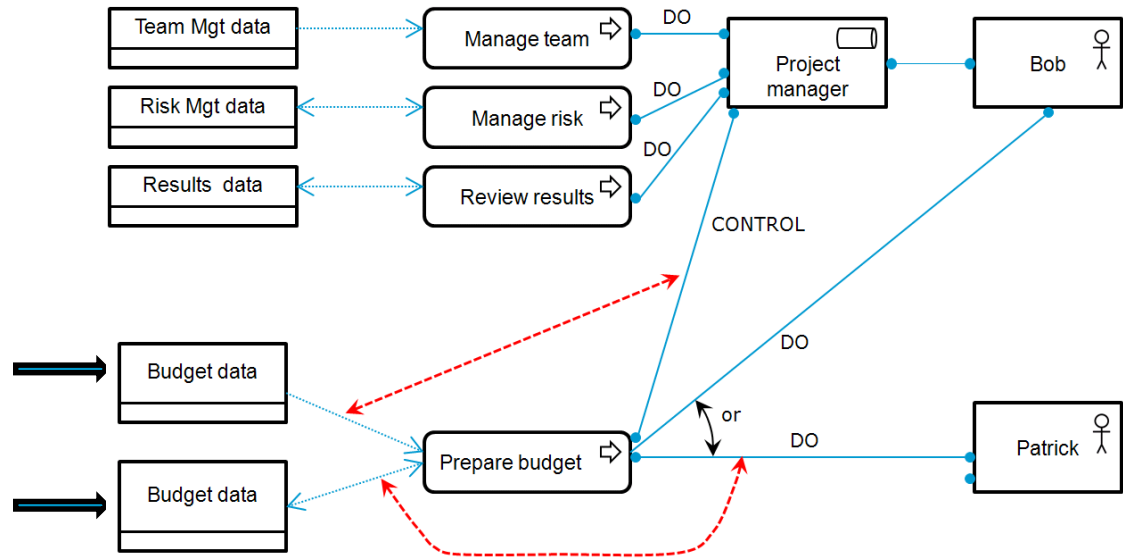 Team Mgt data
Manage team
DO
Project
manager
Bob
Risk Mgt data
Manage risk
DO
Results data
Review results
DO
CONTROL
DO
Budget data
or
Budget data
Prepare budget
DO
Patrick